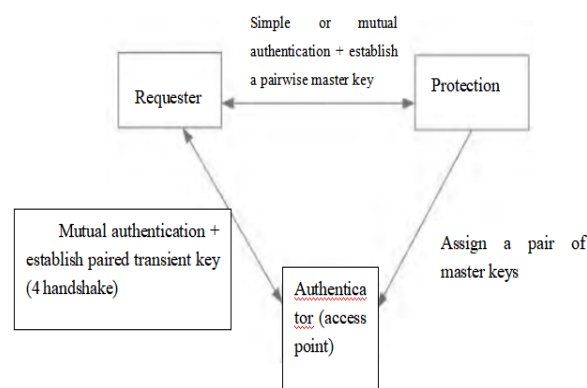 Simple or mutual
authentication + establish
a pairwise master key
Requester
Protection
Mutual authentication +
establish paired transient key
(4 handshake)
Assign a pair of
master keys
Authentica
tor (access
point)